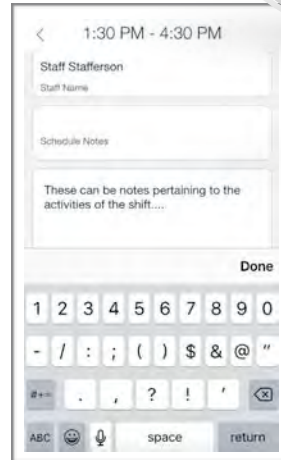 1:30 PM - 4:30 PM
Staff Stafferson
Staff Name
Schedule Notes
These can be notes pertaining to the
activities of the shift....
Done
1 2 3 4 5 6 7 8 9 0
- / : ; ( ) $ & @ "
#+= . , ? ! '
ABC space return